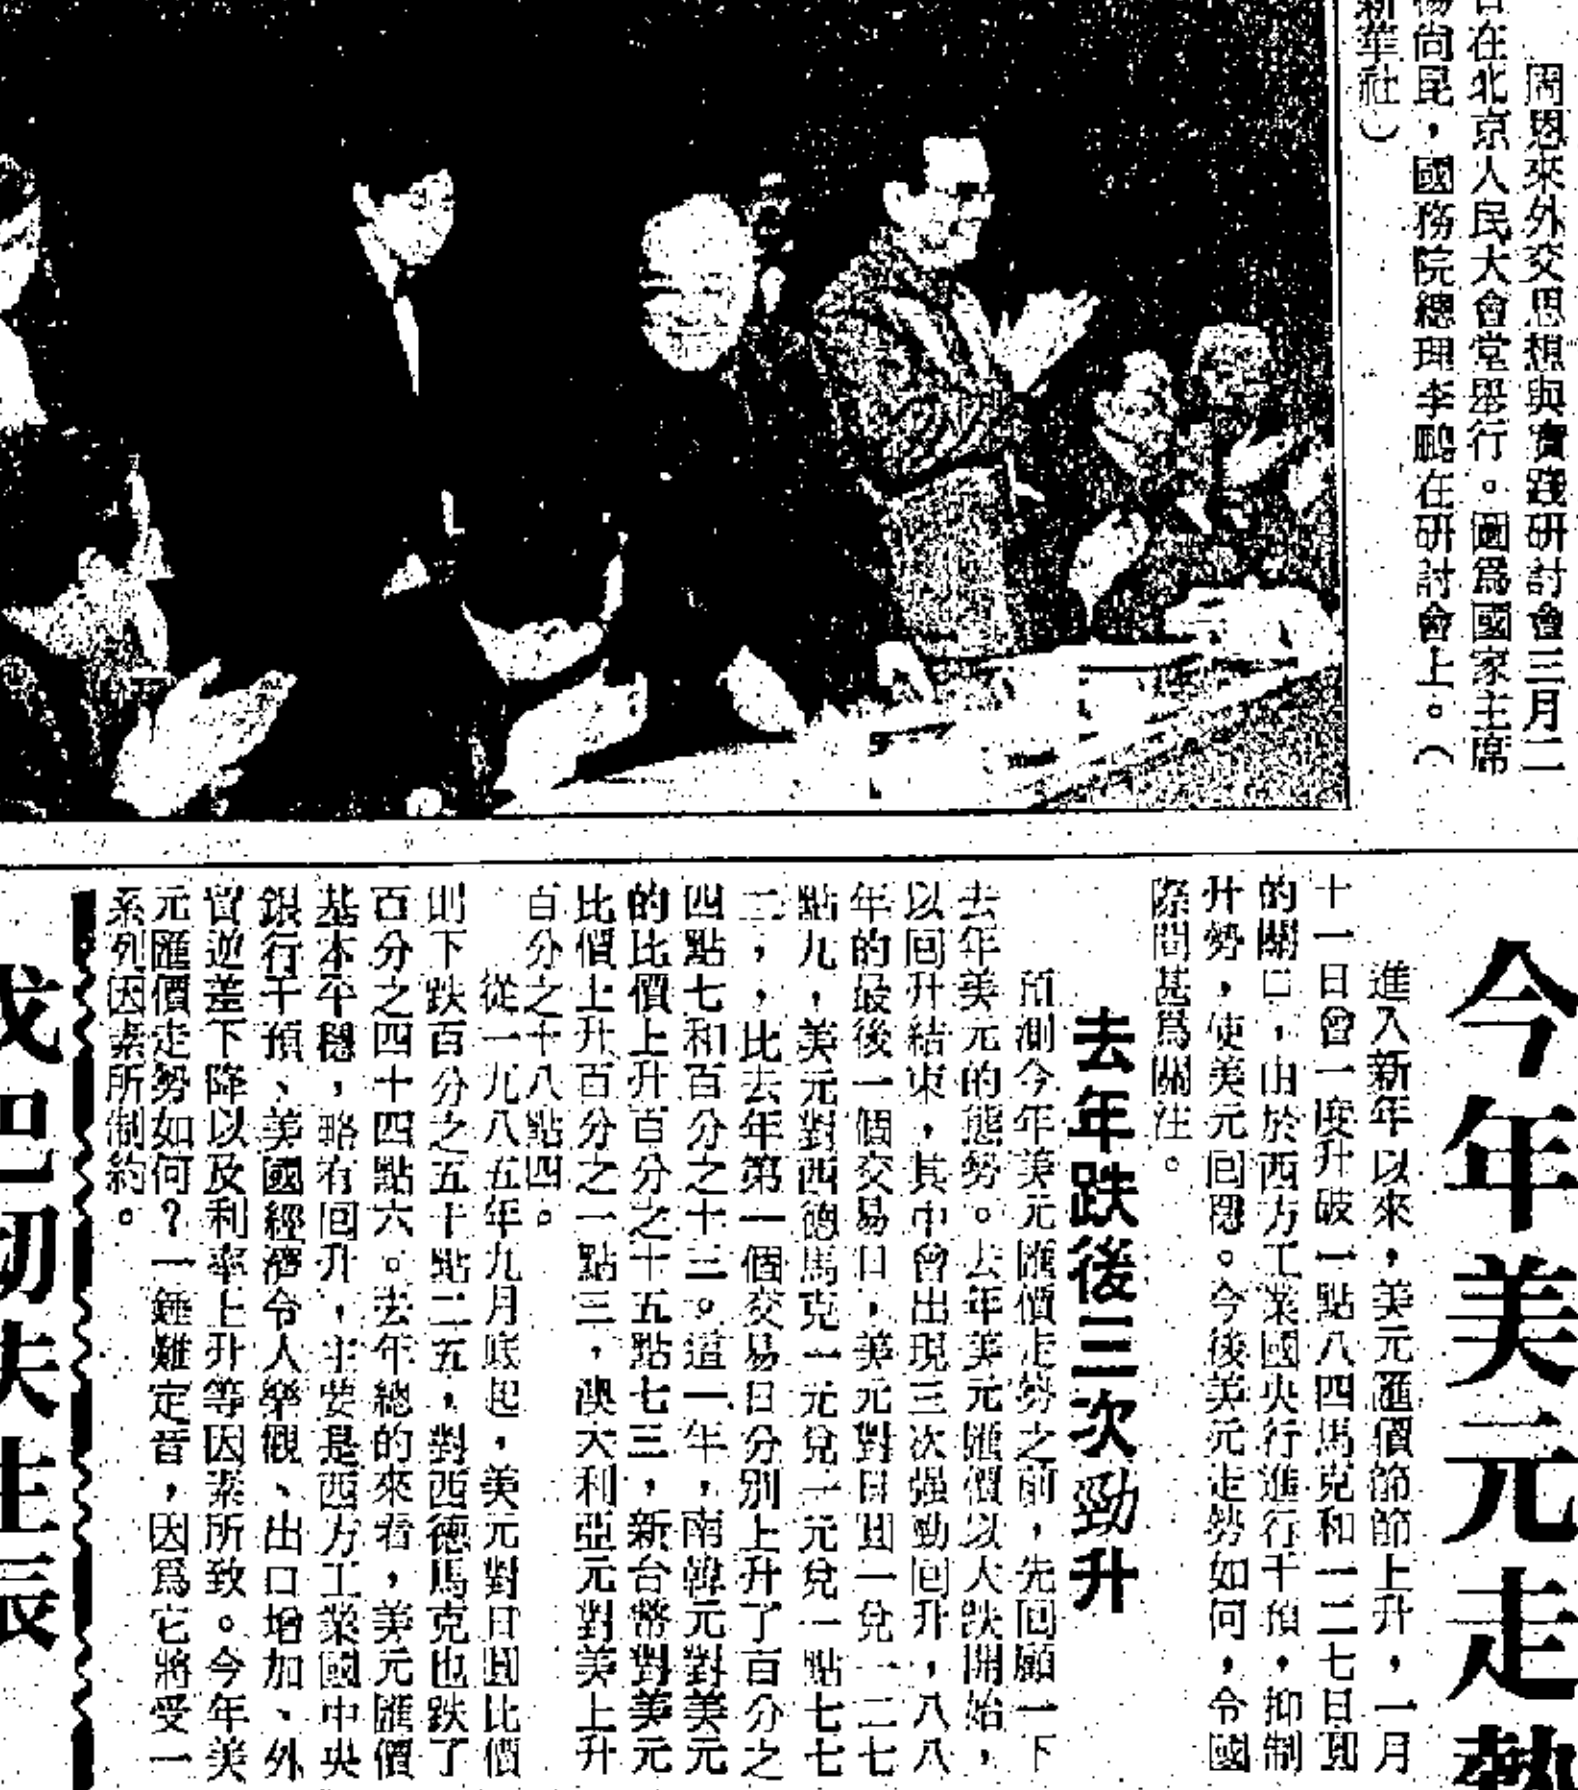 周恩來外交思想與實踐研討會三月二
日在北京人民大會堂舉行。圖爲國家主席
楊尚昆，國務院總理李鵬在研討會上。（
新華社）
今年美元走勢
進入新年以來，美元匯價節節上升，一月
十一日曾一度升破一點八四馬克和一二七日圓
的關口，由於西方工業國央行進行干預，抑制
升勢，使美元回穩。今後美元走勢如何，令國
際間甚爲關注。
去年跌後三次勁升
預測今年美元匯價走勢之前，先回顧一下
去年美元的態勢。去年美元匯價以大跌開始，
以回升結束，其中曾出現三次强勁回升，八八
年的最後一個交易日，美元對日圓一兌一二七
點九，美元對西德馬克一元兌一元兌一點七七
二，，比去年第一個交易日分別上升了百分之
四點七和百分之十三。這一年，南韓元對美元
的比價上升百分之十五點七三，新台幣對美元
比價上升百分之一點三，澳大利亞元對美上升
百分之十八點四。
從一九八五年九月底起，美元對日圓比價
則下跌百分之五十點二五，對西德馬克也跌了
百分之四十四點六。去年總的來看，美元匯價
基本平穩，略有回升，主要是西方工業國中央
銀行干預、美國經濟令人樂觀、出口增加、外
貿逆差下降以及利率上升等因素所致。今年美
元匯價走勢如何？一錘難定音，因爲它將受一
系列因素所制約。